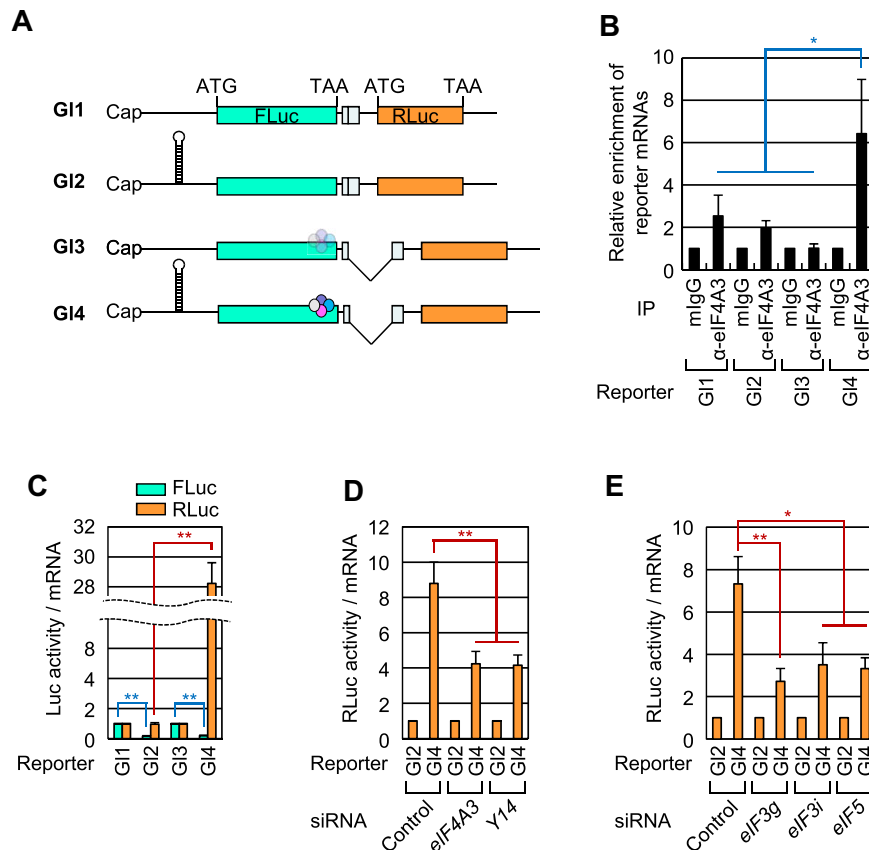 A
ATG TAA ATG TAA
GI1 Cap FLuc RLuc
GI2 Cap
GI3 Cap
GI4 Cap
B
Relative enrichment of
reporter mRNAs
10
8
6
4
2
0
*
IP mIgG α-eIF4A3 mIgG α-eIF4A3 mIgG α-eIF4A3 mIgG α-eIF4A3
Reporter GI1 GI2 GI3 GI4
C
FLuc
RLuc
Luc activity / mRNA
32
28
8
4
2
0
**
**
**
Reporter GI1 GI2 GI3 GI4
D
RLuc activity / mRNA
12
10
8
6
4
2
0
**
Reporter GI2 GI4 GI2 GI4 GI2 GI4
siRNA Control eIF4A3 Y14
E
RLuc activity / mRNA
10
8
6
4
2
0
*
**
Reporter GI2 GI4 GI2 GI4 GI2 GI4 GI2 GI4
siRNA Control eIF3g eIF3i eIF5